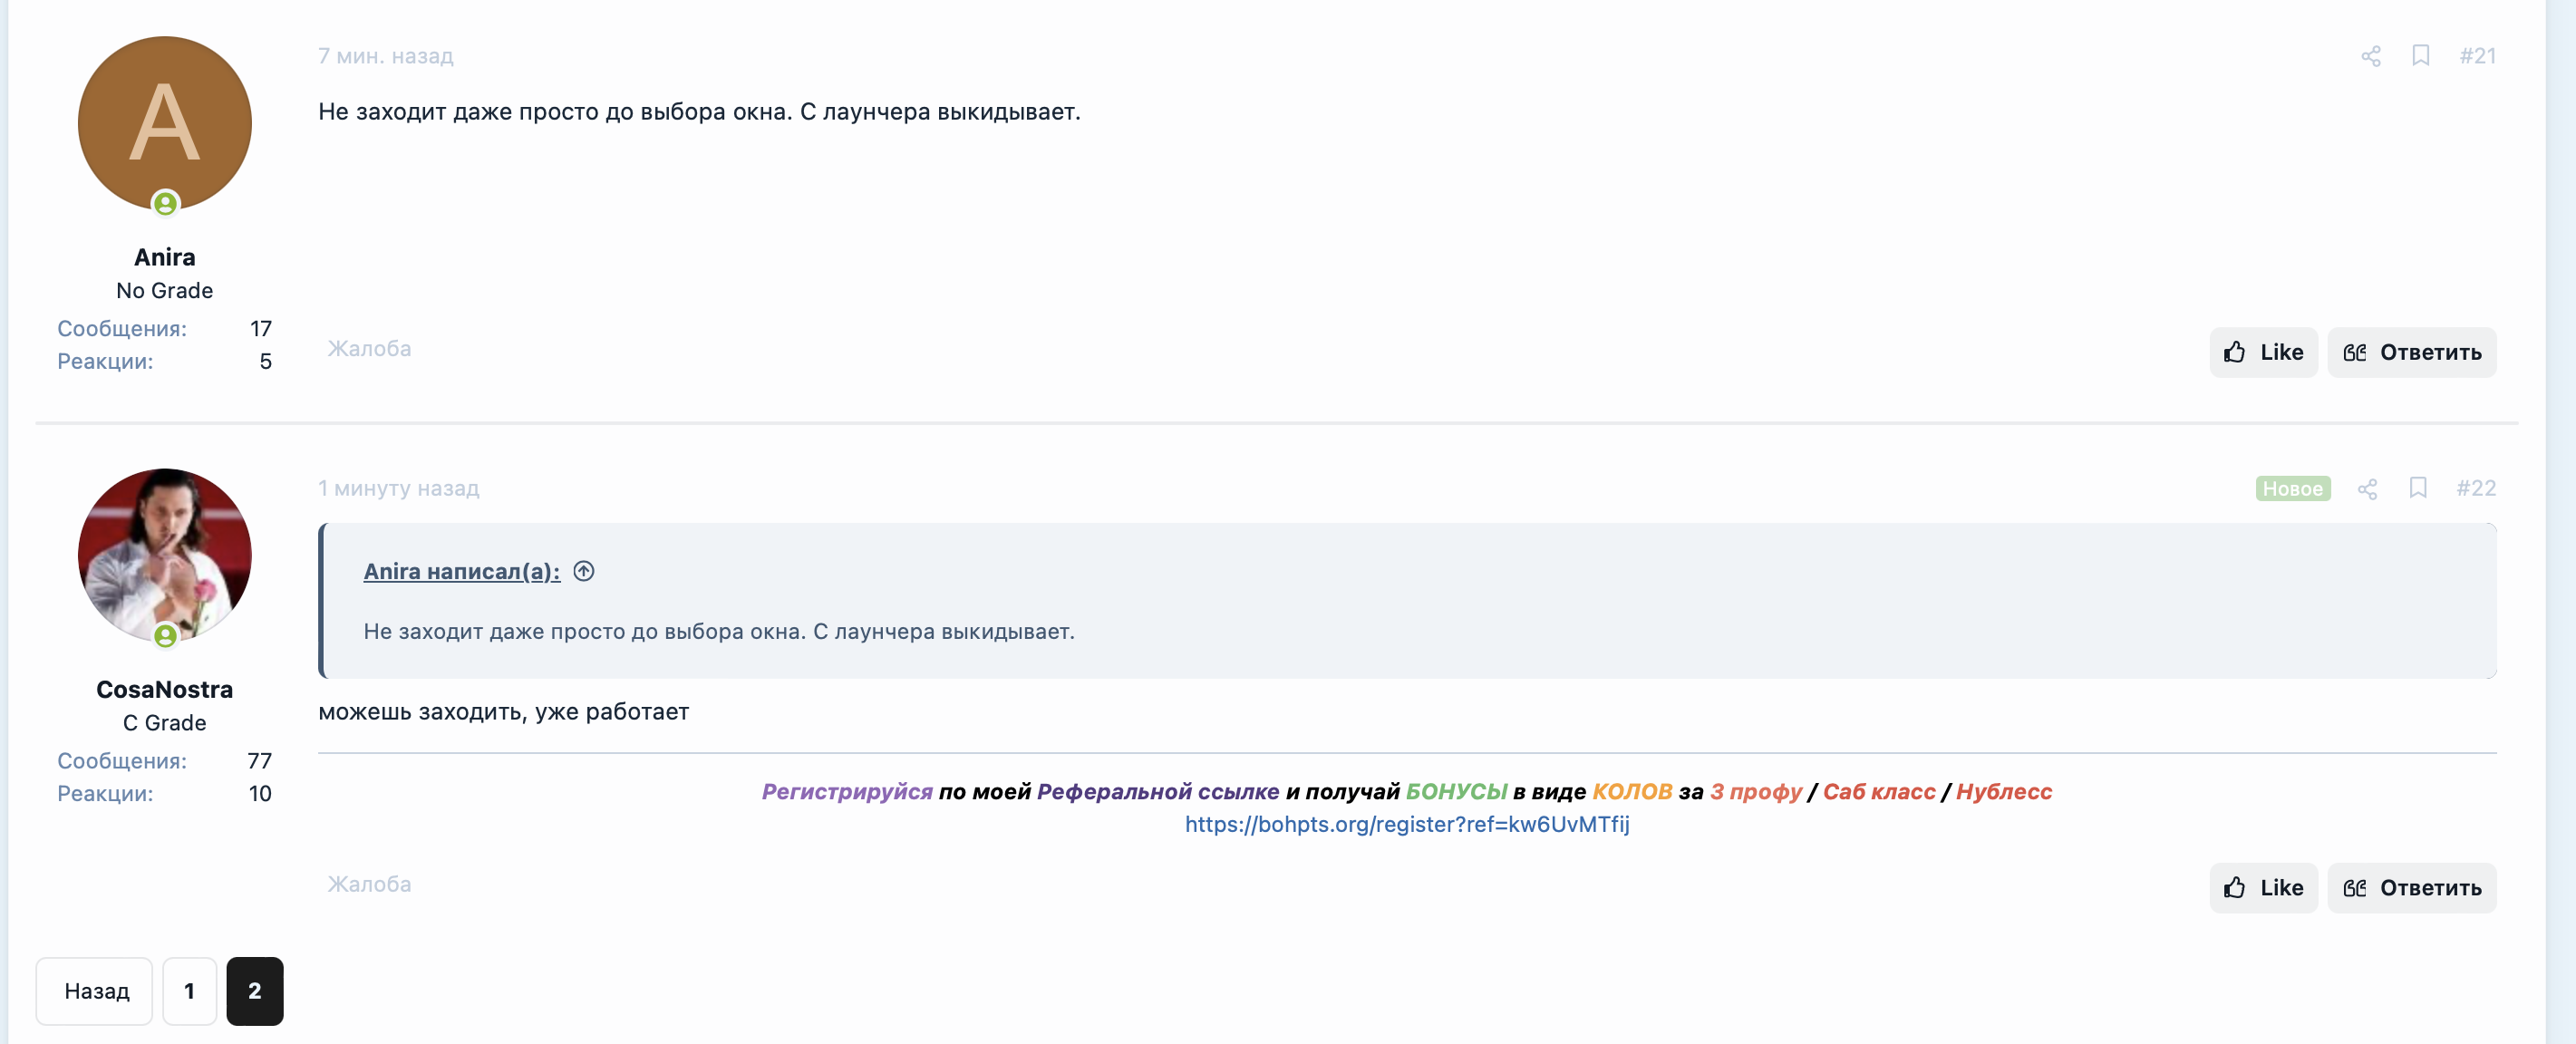 7 мин. назад
#21
Не заходит даже просто до выбора окна. С лаунчера выкидывает.
A
Anira
No Grade
Сообщения: 17
Реакции: 5
Жалоба
Like
Ответить
1 минуту назад
Новое
#22
Anira написал(а):
Не заходит даже просто до выбора окна. С лаунчера выкидывает.
CosaNostra
C Grade
Сообщения: 77
Реакции: 10
можешь заходить, уже работает
Регистрируйся по моей Реферальной ссылке и получай БОНУСЫ в виде КОЛОВ за 3 профу / Саб класс / Нублесс
https://bohpts.org/register?ref=kw6UvMTfij
Жалоба
Like
Ответить
Назад 1 2